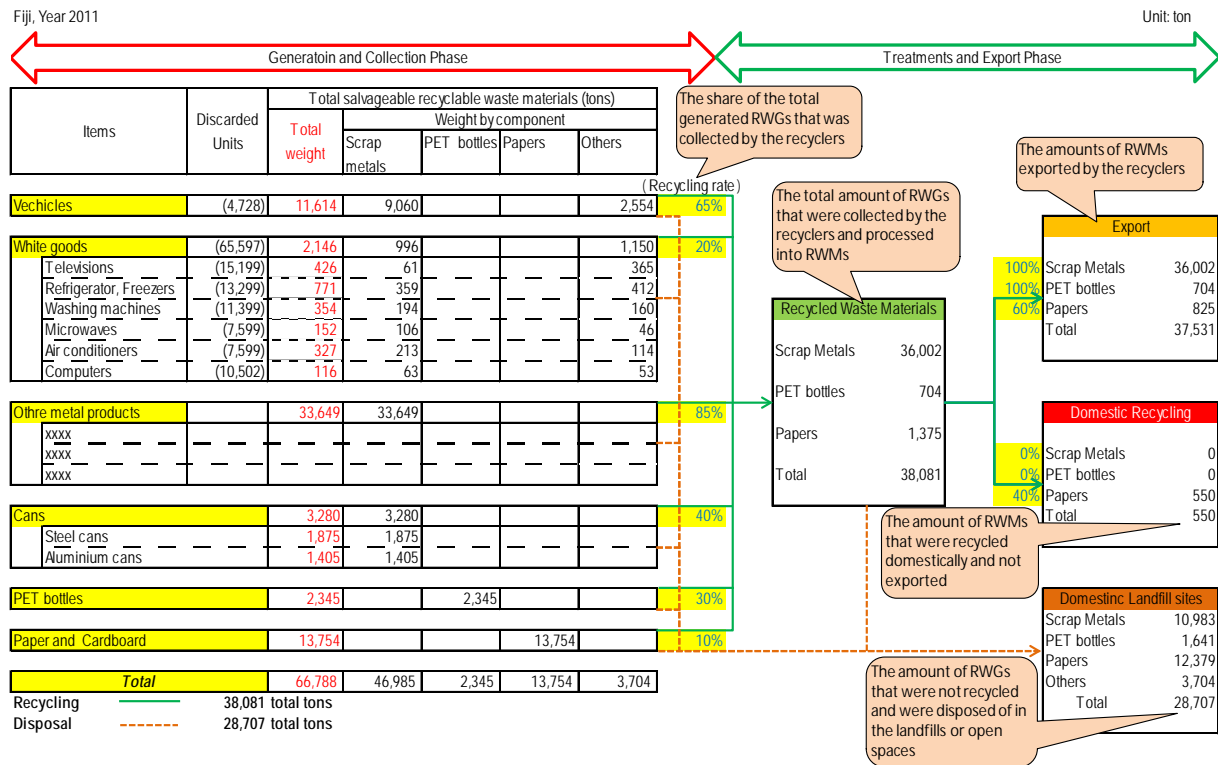 Fiji, Year 2011
Unit: ton
Generatoin and Collection Phase
Treatments and Export Phase
Items
Discarded
Units
Total salvageable recyclable waste materials (tons)
Total
weight
Weight by component
Scrap
metals
PET bottles
Papers
Others
The share of the total
generated RWGs that was
collected by the recyclers
(Recycling rate)
Vechicles (4,728) 11,614 9,060 2,554 65%
White goods (65,597) 2,146 996 1,150 20%
Televisions (15,199) 426 61 365
Refrigerator, Freezers (13,299) 771 359 412
Washing machines (11,399) 354 194 160
Microwaves (7,599) 152 106 46
Air conditioners (7,599) 327 213 114
Computers (10,502) 116 63 53
Othre metal products 33,649 33,649 85%
xxxx
xxxx
xxxx
Cans 3,280 3,280 40%
Steel cans 1,875 1,875
Aluminium cans 1,405 1,405
PET bottles 2,345 2,345 30%
Paper and Cardboard 13,754 13,754 10%
Total 66,788 46,985 2,345 13,754 3,704
Recycling 38,081 total tons
Disposal 28,707 total tons
The total amount of RWGs
that were collected by the
recyclers and processed
into RWMs
Recycled Waste Materials
Scrap Metals 36,002
PET bottles 704
Papers 1,375
Total 38,081
The amounts of RWMs
exported by the recyclers
Export
100% Scrap Metals 36,002
100% PET bottles 704
60% Papers 825
Total 37,531
Domestic Recycling
0% Scrap Metals 0
0% PET bottles 0
40% Papers 550
Total 550
The amount of RWMs
that were recycled
domestically and not
exported
Domestinc Landfill sites
Scrap Metals 10,983
PET bottles 1,641
Papers 12,379
Others 3,704
Total 28,707
The amount of RWGs
that were not recycled
and were disposed of in
the landfills or open
spaces